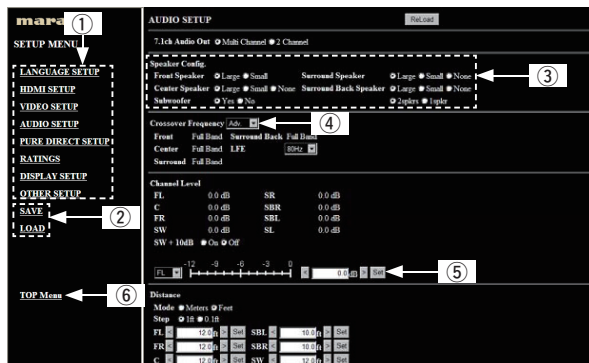 mara
SETUP MENU
①
LANGUAGE SETUP
HDMI SETUP
VIDEO SETUP
AUDIO SETUP
PURE DIRECT SETUP
RATINGS
DISPLAY SETUP
OTHER SETUP
SAVE
LOAD
②
TOP Menu
⑥
AUDIO SETUP ReLoad
7.1ch Audio Out Multi Channel 2 Channel
Speaker Config.
Front Speaker Large Small Surround Speaker Large Small None
Center Speaker Large Small None Surround Back Speaker Large Small None
Subwoofer Yes No 2spkrs 1spkr
③
Crossover Frequency Adv.
④
Front Full Band Surround Back Full Band
Center Full Band LFE 80Hz
Surround Full Band
Channel Level
FL 0.0 dB SR 0.0 dB
C 0.0 dB SBR 0.0 dB
FR 0.0 dB SBL 0.0 dB
SW 0.0 dB SL 0.0 dB
SW + 10dB On Off
-12 -9 -6 -3 0
FL < 0.0 dB > Set
⑤
Distance
Mode Meters Feet
Step 1ft 0.1ft
FL < 12.0 ft > Set SBL < 10.0 ft > Set
FR < 12.0 ft > Set SBR < 10.0 ft > Set
C < 12.0 ft > Set SW < 12.0 ft > Set